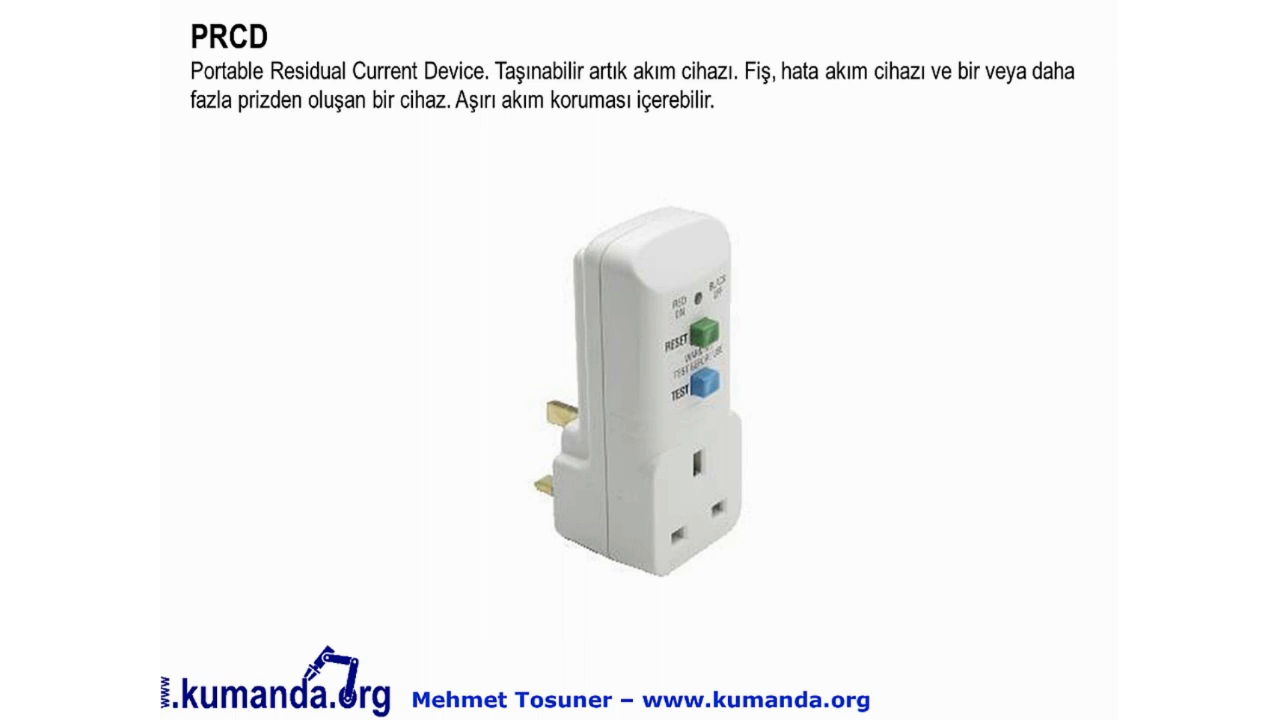 PRCD
Portable Residual Current Device. Taşınabilir artık akım cihazı. Fiş, hata akım cihazı ve bir veya daha
fazla prizden oluşan bir cihaz. Aşırı akım koruması içerebilir.
RED
ON
BLACK
OFF
RESET
TEST
www.kumanda.org
Mehmet Tosuner – www.kumanda.org